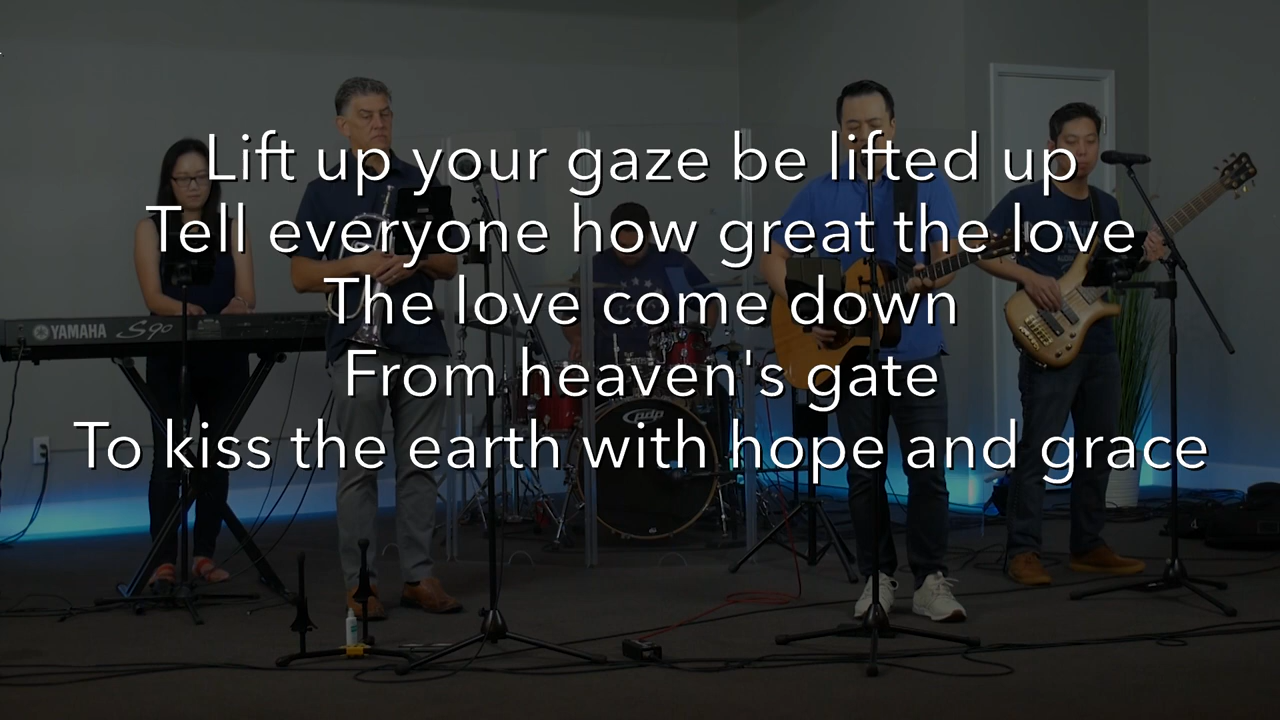 Lift up your gaze be lifted up
Tell everyone how great the love
The love come down
From heaven's gate
To kiss the earth with hope and grace
YAMAHA S90
pdp